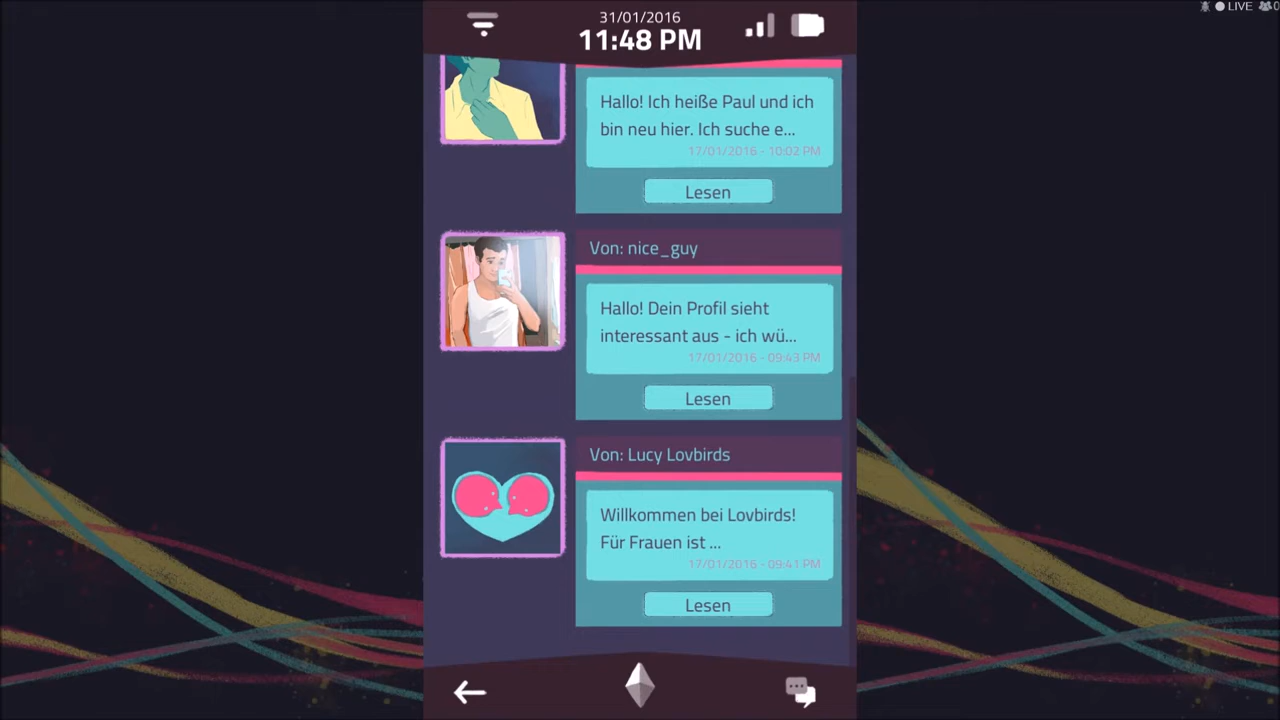 LIVE 0
31/01/2016
11:48 PM
Hallo! Ich heiße Paul und ich
bin neu hier. Ich suche e...
17/01/2016 - 10:02 PM
Lesen
Von: nice_guy
Hallo! Dein Profil sieht
interessant aus - ich wü...
17/01/2016 - 09:43 PM
Lesen
Von: Lucy Lovbirds
Willkommen bei Lovbirds!
Für Frauen ist ...
17/01/2016 - 09:41 PM
Lesen